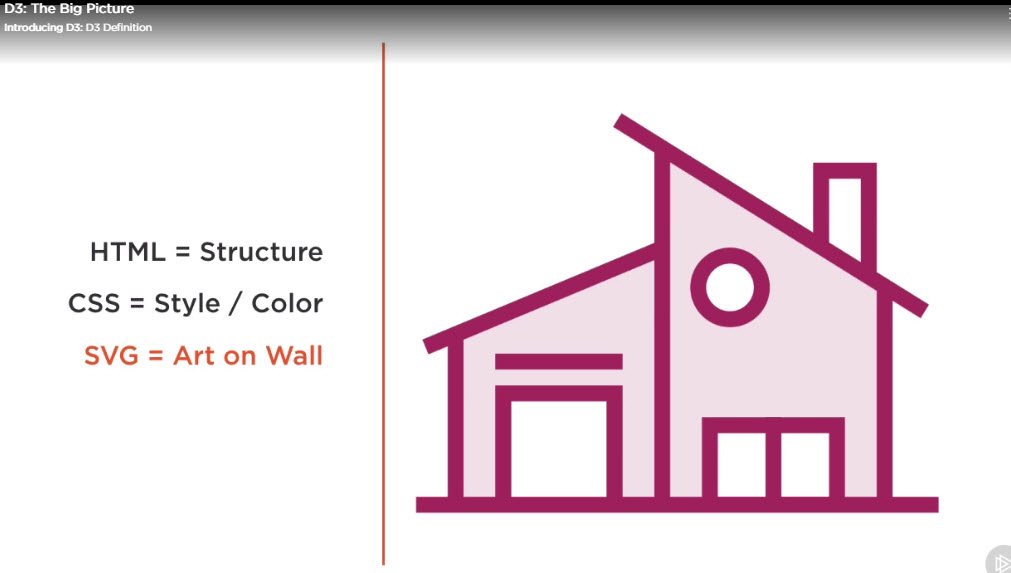 D3: The Big Picture
Introducing D3: D3 Definition
HTML = Structure
CSS = Style / Color
SVG = Art on Wall